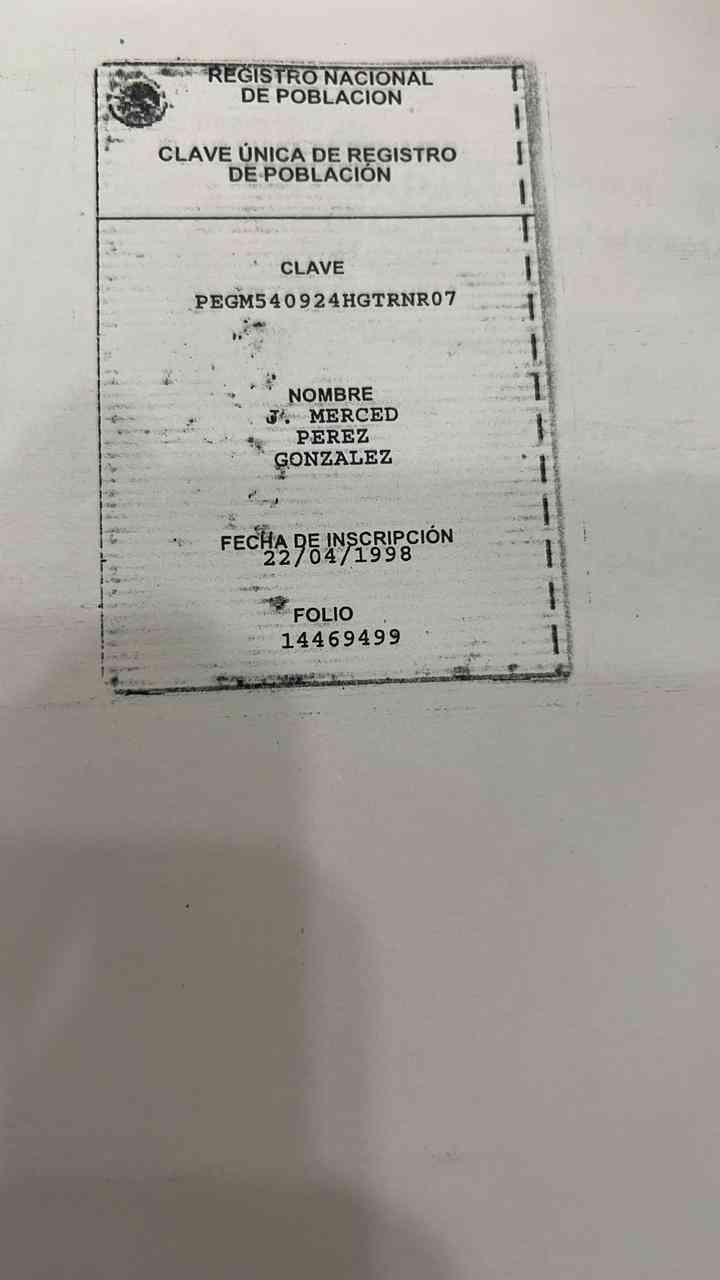 REGISTRO NACIONAL
DE POBLACION
CLAVE ÚNICA DE REGISTRO
DE POBLACIÓN
CLAVE
PEGM540924HGTRNR07
NOMBRE
J. MERCED
PEREZ
GONZALEZ
FECHA DE INSCRIPCIÓN
22/04/1998
FOLIO
14469499